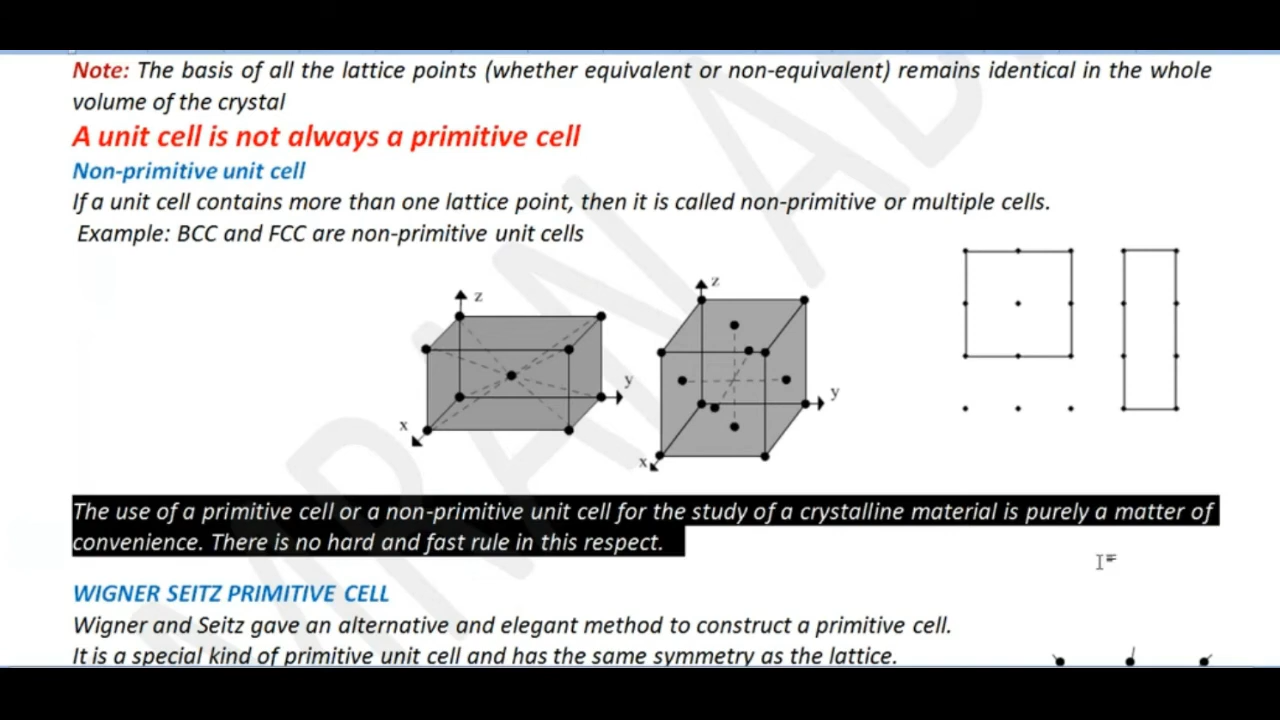 Note: The basis of all the lattice points (whether equivalent or non-equivalent) remains identical in the whole
volume of the crystal
A unit cell is not always a primitive cell
Non-primitive unit cell
If a unit cell contains more than one lattice point, then it is called non-primitive or multiple cells.
Example: BCC and FCC are non-primitive unit cells
z
y
x
z
y
x
The use of a primitive cell or a non-primitive unit cell for the study of a crystalline material is purely a matter of
convenience. There is no hard and fast rule in this respect.
WIGNER SEITZ PRIMITIVE CELL
Wigner and Seitz gave an alternative and elegant method to construct a primitive cell.
It is a special kind of primitive unit cell and has the same symmetry as the lattice.